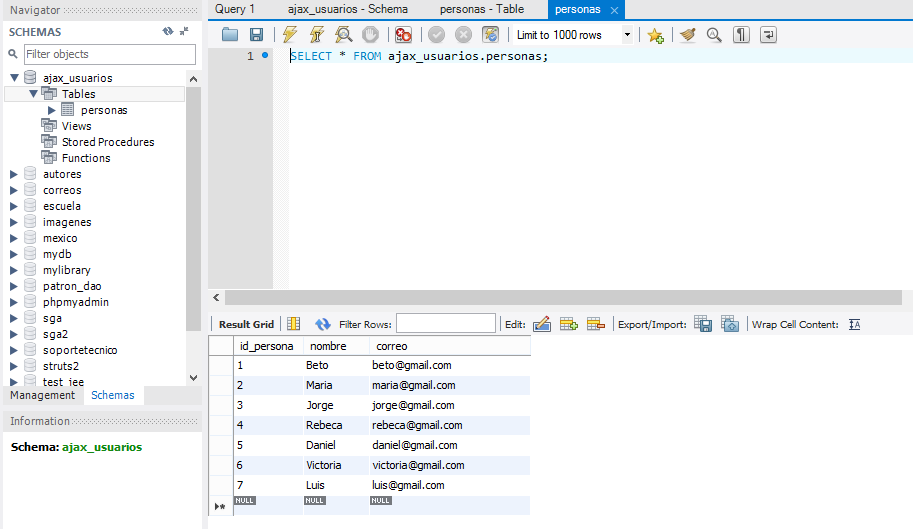 Navigator
SCHEMAS
Filter objects
ajax_usuarios
Tables
personas
Views
Stored Procedures
Functions
autores
correos
escuela
imagenes
mexico
mydb
mylibrary
patron_dao
phpmyadmin
sga
sga2
soportetecnico
struts2
test_jee
Management Schemas
Information
Schema: ajax_usuarios
Query 1 ajax_usuarios - Schema personas - Table personas
Limit to 1000 rows
1 SELECT * FROM ajax_usuarios.personas;
Result Grid Filter Rows: Edit: Export/Import: Wrap Cell Content:
id_persona nombre correo
1 Beto beto@gmail.com
2 Maria maria@gmail.com
3 Jorge jorge@gmail.com
4 Rebeca rebeca@gmail.com
5 Daniel daniel@gmail.com
6 Victoria victoria@gmail.com
7 Luis luis@gmail.com
NULL NULL NULL